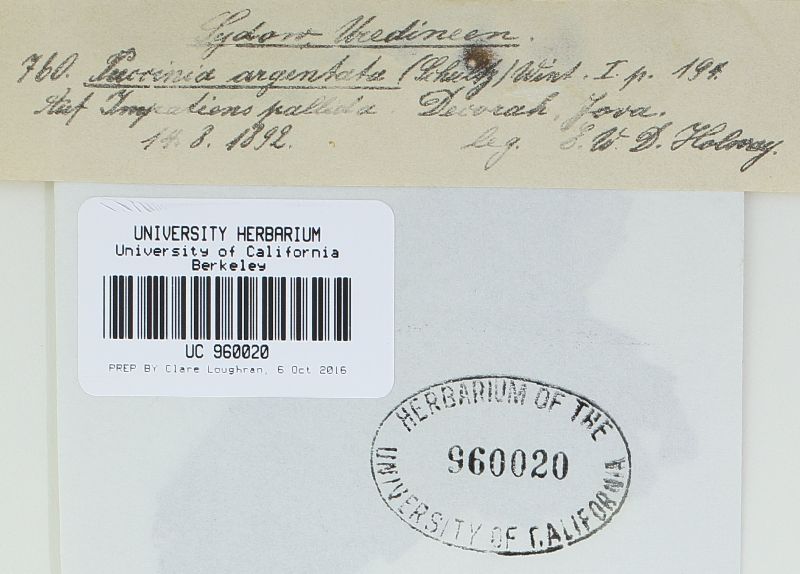 Sydow, Uredineen.
760. Puccinia argentata (Schultz) Wint. I. p. 194.
Auf Impatiens pallida Decorah, Jova.
14. 8. 1892. leg. E. W. D. Holway.
UNIVERSITY HERBARIUM
University of California
Berkeley
UC 960020
PREP BY Clare Loughran, 6 Oct 2016
HERBARIUM OF THE
960020
UNIVERSITY OF CALIFORNIA